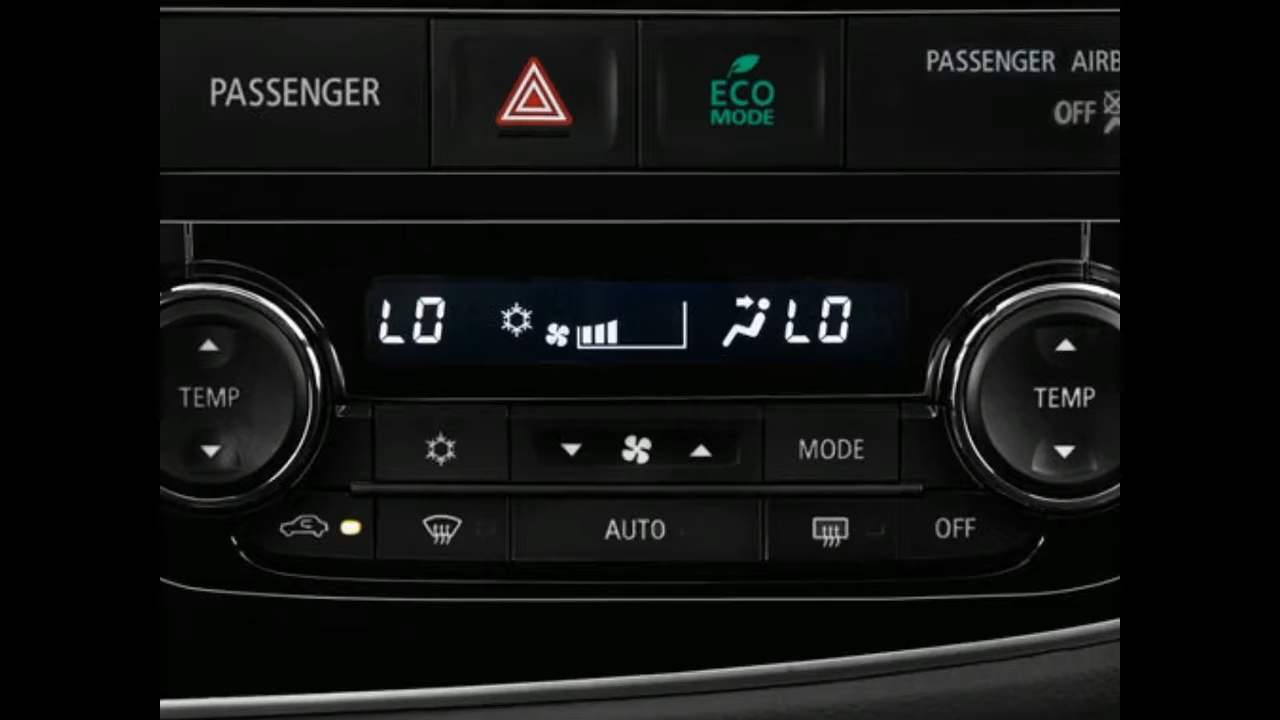 PASSENGER
ECO
MODE
PASSENGER AIRB
OFF
LO
LO
TEMP
TEMP
MODE
AUTO
OFF